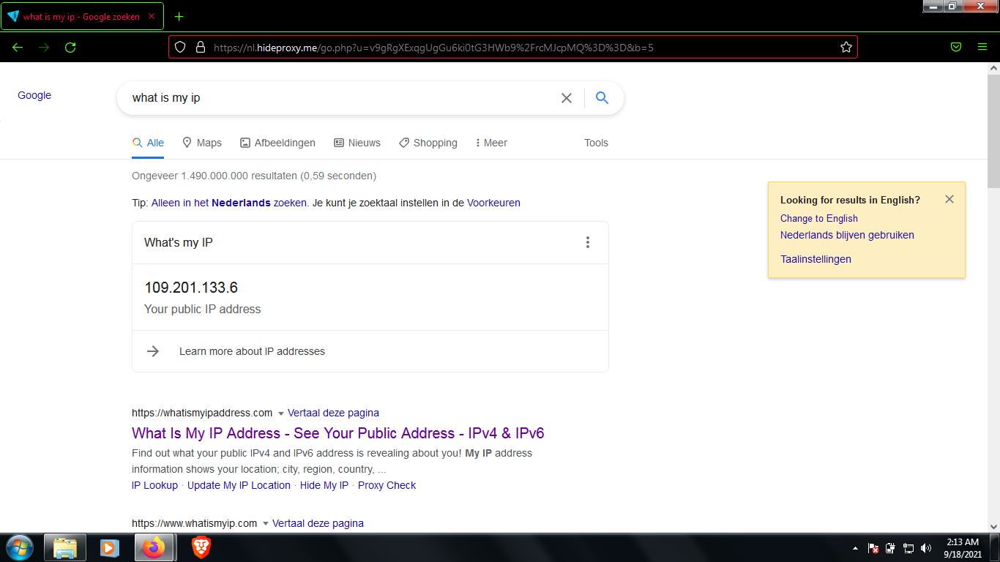 what is my ip - Google zoeken
https://nl.hideproxy.me/go.php?u=v9gRgXExqgUgGu6ki0tG3HWb9%2FrcMJcpMQ%3D%3D&b=5
Google
what is my ip
Alle Maps Afbeeldingen Nieuws Shopping Meer Tools
Ongeveer 1.490.000.000 resultaten (0,59 seconden)
Tip: Alleen in het Nederlands zoeken. Je kunt je zoektaal instellen in de Voorkeuren
Looking for results in English?
Change to English
Nederlands blijven gebruiken
Taalinstellingen
What's my IP
109.201.133.6
Your public IP address
Learn more about IP addresses
https://whatismyipaddress.com Vertaal deze pagina
What Is My IP Address - See Your Public Address - IPv4 & IPv6
Find out what your public IPv4 and IPv6 address is revealing about you! My IP address
information shows your location; city, region, country, ...
IP Lookup · Update My IP Location · Hide My IP · Proxy Check
https://www.whatismyip.com Vertaal deze pagina
2:13 AM
9/18/2021